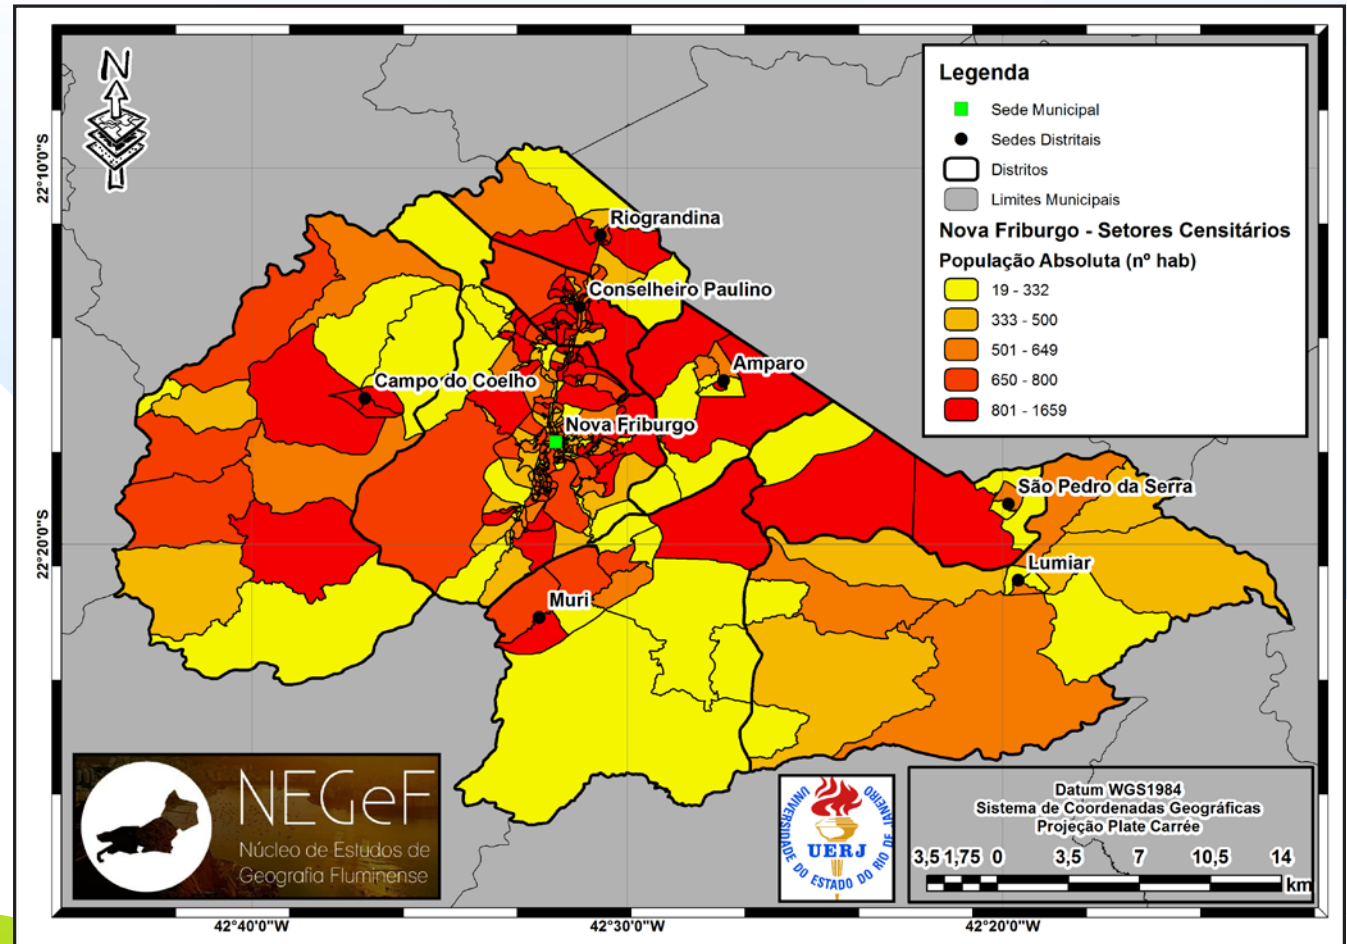 N
Legenda
Sede Municipal
Sedes Distritais
Distritos
Limites Municipais
Nova Friburgo - Setores Censitários
População Absoluta (nº hab)
19 - 332
333 - 500
501 - 649
650 - 800
801 - 1659
22°10'0"S
22°20'0"S
Riograndina
Conselheiro Paulino
Amparo
Campo do Coelho
Nova Friburgo
São Pedro da Serra
Lumiar
Muri
NEGeF
Núcleo de Estudos de
Geografia Fluminense
UNIVERSIDADE DO ESTADO DO RIO DE JANEIRO
UERJ
Datum WGS1984
Sistema de Coordenadas Geográficas
Projeção Plate Carrée
3,5 1,75 0 3,5 7 10,5 14
km
42°40'0"W 42°30'0"W 42°20'0"W